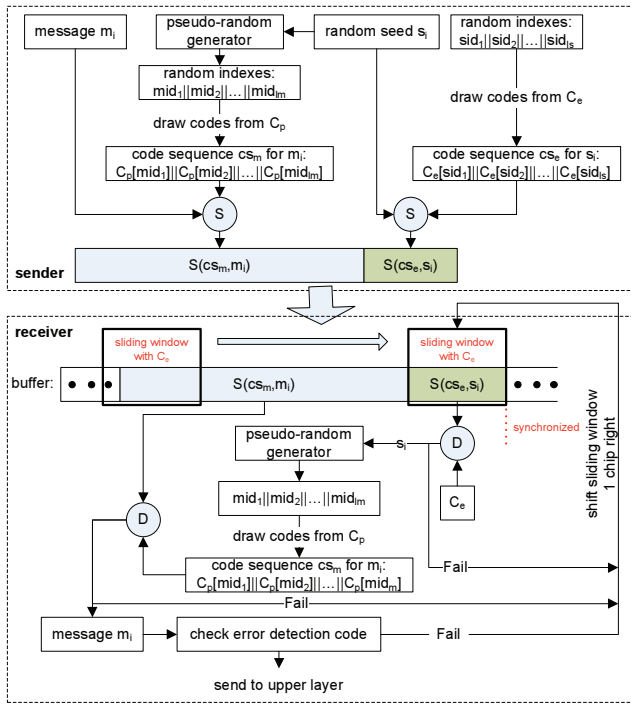 message mi
pseudo-random
generator
random seed si
random indexes:
sid1||sid2||...||sidls
random indexes:
mid1||mid2||...||midlm
draw codes from Cp
draw codes from Ce
code sequence csm for mi:
Cp[mid1]||Cp[mid2]||...||Cp[midlm]
code sequence cse for si:
Ce[sid1]||Ce[sid2]||...||Ce[sidls]
S
S
S(csm,mi)
S(cse,si)
sender
receiver
sliding window
with Ce
sliding window
with Ce
buffer:
S(csm,mi)
S(cse,si)
synchronized
shift sliding window
1 chip right
pseudo-random
generator
si
D
mid1||mid2||...||midlm
Ce
D
draw codes from Cp
code sequence csm for mi:
Cp[mid1]||Cp[mid2]||...||Cp[midm]
Fail
Fail
message mi
check error detection code
Fail
send to upper layer